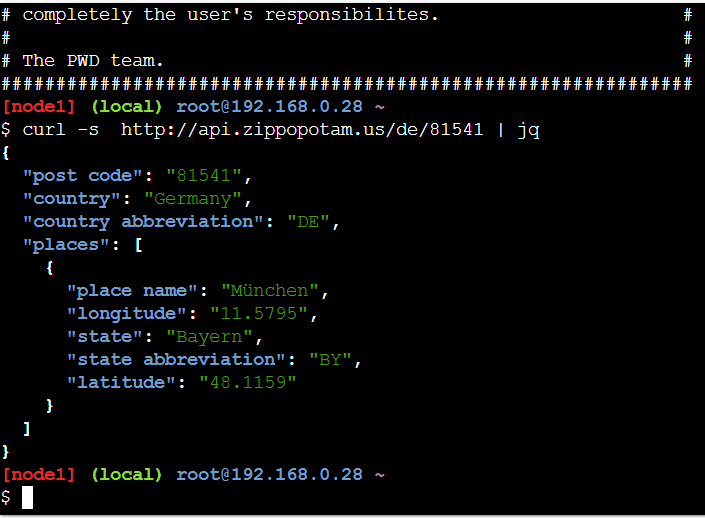 # completely the user's responsibilites. #
# #
# The PWD team. #
################################################################
[node1] (local) root@192.168.0.28 ~
$ curl -s  http://api.zippopotam.us/de/81541 | jq
{
  "post code": "81541",
  "country": "Germany",
  "country abbreviation": "DE",
  "places": [
    {
      "place name": "München",
      "longitude": "11.5795",
      "state": "Bayern",
      "state abbreviation": "BY",
      "latitude": "48.1159"
    }
  ]
}
[node1] (local) root@192.168.0.28 ~
$